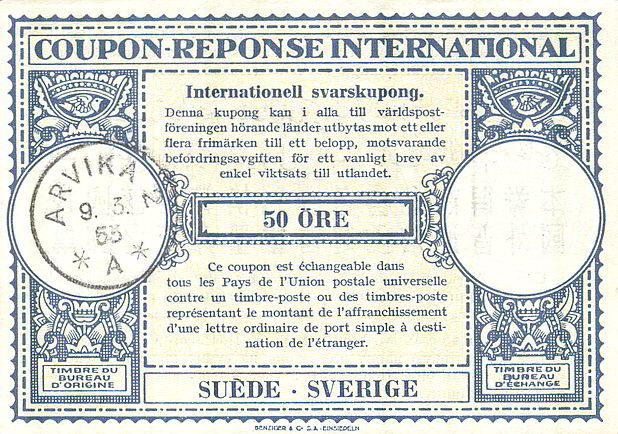 COUPON-REPONSE INTERNATIONAL
Internationell svarskupong.
Denna kupong kan i alla till världspost-
föreningen hörande länder utbytas mot ett eller
flera frimärken till ett belopp, motsvarande
befordringsavgiften för ett vanligt brev av
enkel viktsats till utlandet.
ARVIKA 2
9. 3.
53
* A *
50 ÖRE
Ce coupon est échangeable dans
tous les Pays de l'Union postale universelle
contre un timbre-poste ou des timbres-poste
représentant le montant de l'affranchissement
d'une lettre ordinaire de port simple à desti-
nation de l'étranger.
TIMBRE DU
BUREAU
D'ORIGINE
SUÈDE · SVERIGE
TIMBRE DU
BUREAU
D'ÉCHANGE
BENZIGER & Co S.A. EINSIEDELN